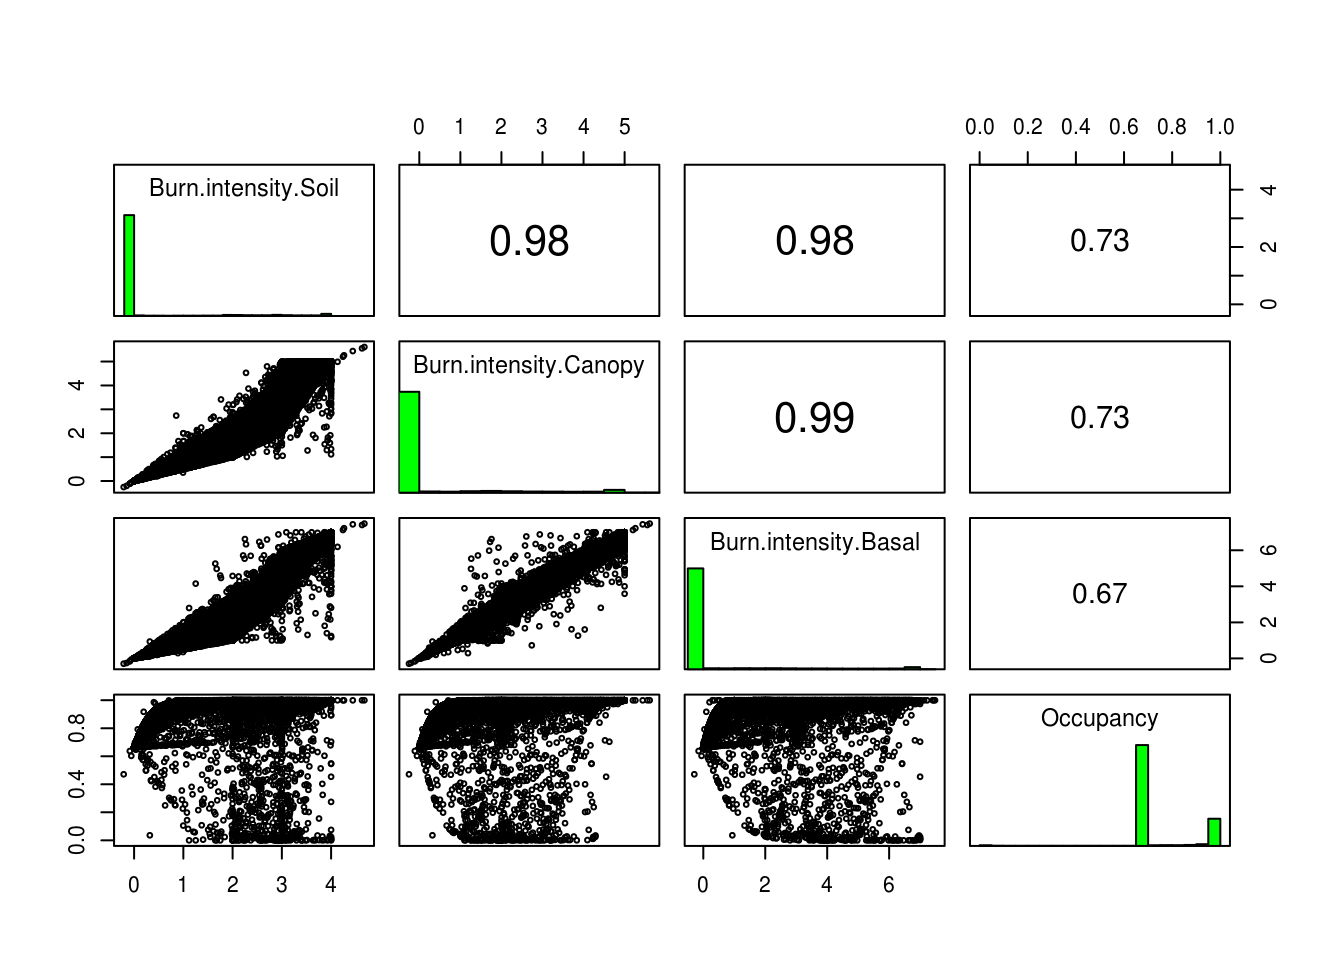 0 1 2 3 4 5 0.0 0.2 0.4 0.6 0.8 1.0
Burn.intensity.Soil 0.98 0.98 0.73 0 2 4
0 2 4 Burn.intensity.Canopy 0.99 0.73
Burn.intensity.Basal 0.67 0 2 4 6
0.0 0.4 0.8 Occupancy
0 1 2 3 4 0 2 4 6